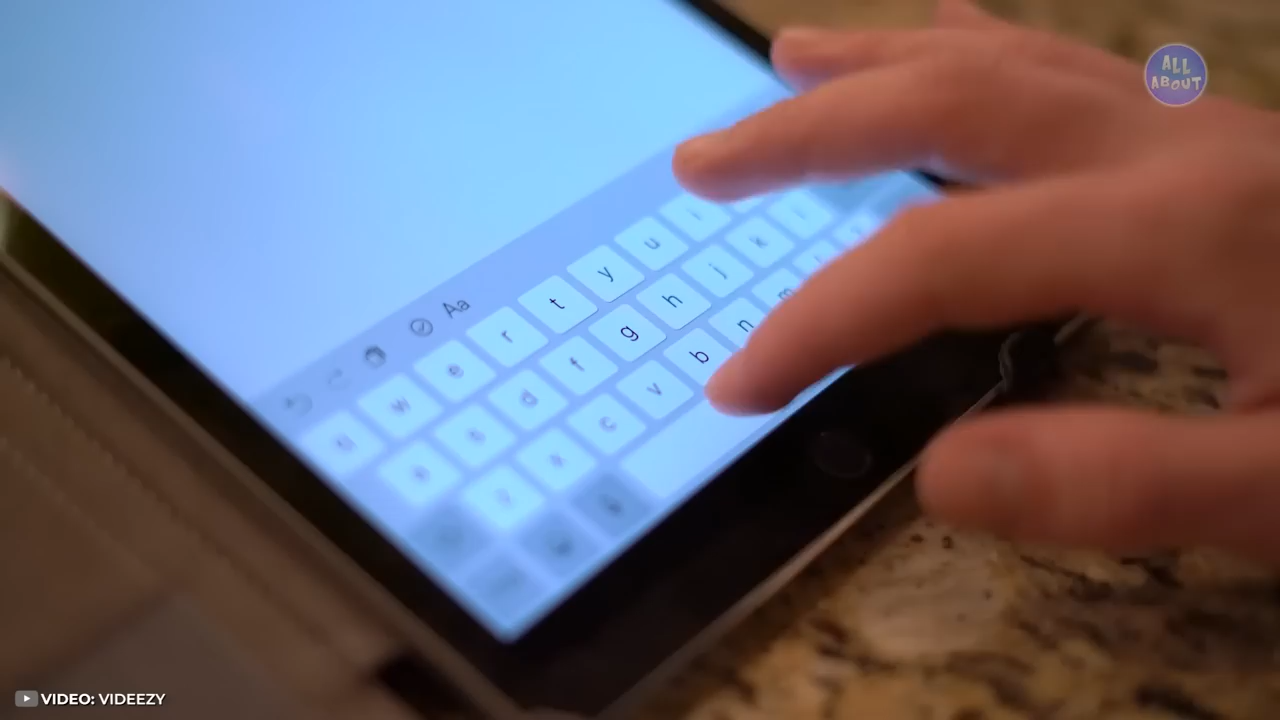 ALL
ABOUT
Aa
w e r t y u i
d f g h j k l
c v b n m
VIDEO: VIDEEZY